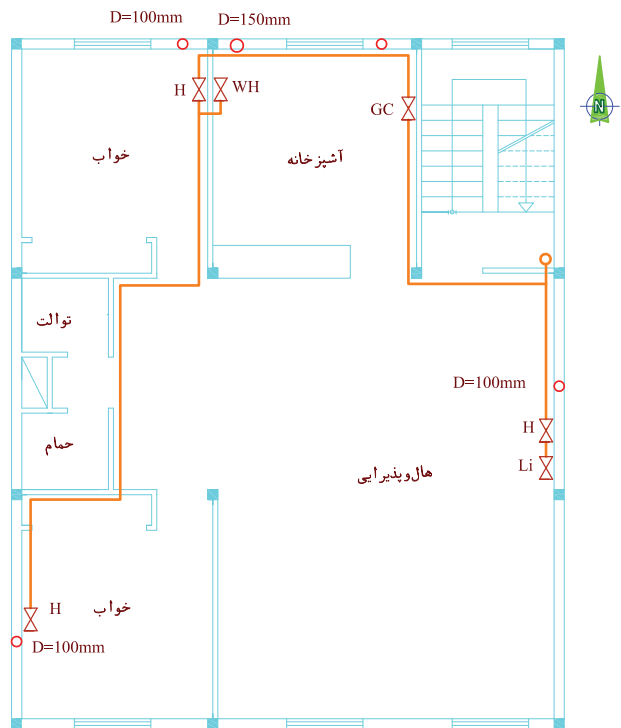 D=100mm
D=150mm
H
WH
GC
N
خواب
آشپزخانه
توالت
D=100mm
H
حمام
Li
هال‌وپذیرایی
H
خواب
D=100mm